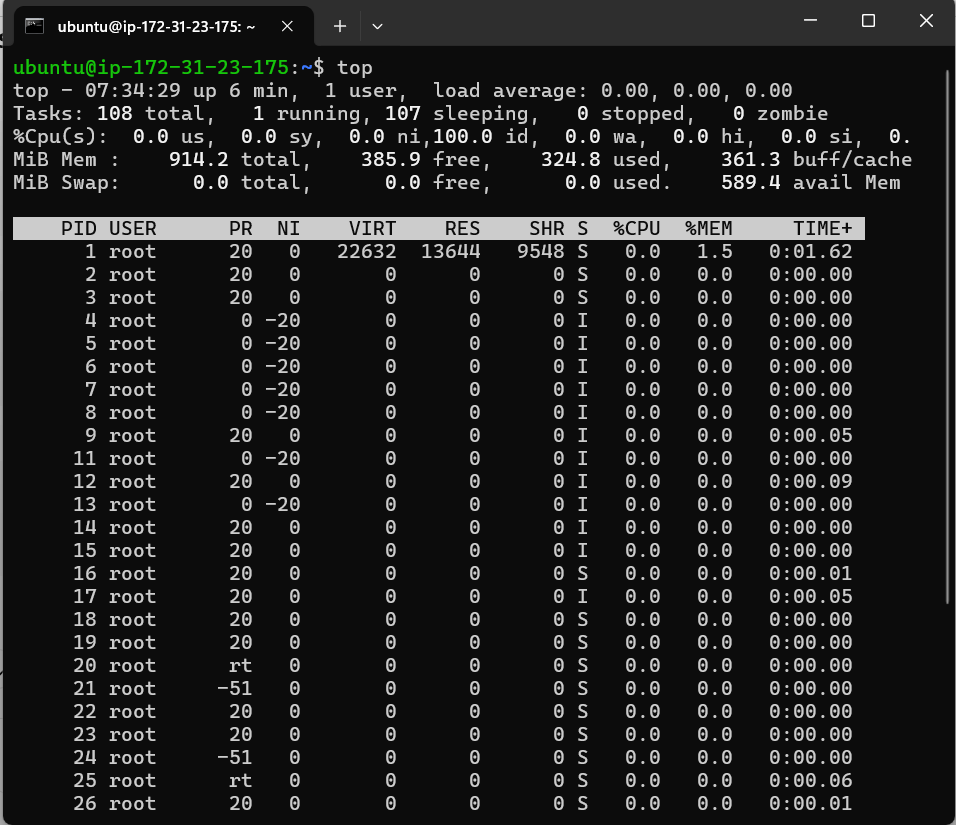 ubuntu@ip-172-31-23-175: ~
ubuntu@ip-172-31-23-175:~$ top
top - 07:34:29 up 6 min,  1 user,  load average: 0.00, 0.00, 0.00
Tasks: 108 total,   1 running, 107 sleeping,   0 stopped,   0 zombie
%Cpu(s):  0.0 us,  0.0 sy,  0.0 ni,100.0 id,  0.0 wa,  0.0 hi,  0.0 si,  0.
MiB Mem :    914.2 total,    385.9 free,    324.8 used,    361.3 buff/cache
MiB Swap:      0.0 total,      0.0 free,      0.0 used.    589.4 avail Mem
PID USER      PR  NI    VIRT    RES    SHR S  %CPU  %MEM     TIME+
1 root      20   0   22632  13644   9548 S   0.0   1.5   0:01.62
2 root      20   0       0      0      0 S   0.0   0.0   0:00.00
3 root      20   0       0      0      0 S   0.0   0.0   0:00.00
4 root       0 -20       0      0      0 I   0.0   0.0   0:00.00
5 root       0 -20       0      0      0 I   0.0   0.0   0:00.00
6 root       0 -20       0      0      0 I   0.0   0.0   0:00.00
7 root       0 -20       0      0      0 I   0.0   0.0   0:00.00
8 root       0 -20       0      0      0 I   0.0   0.0   0:00.00
9 root      20   0       0      0      0 I   0.0   0.0   0:00.05
11 root       0 -20       0      0      0 I   0.0   0.0   0:00.00
12 root      20   0       0      0      0 I   0.0   0.0   0:00.09
13 root       0 -20       0      0      0 I   0.0   0.0   0:00.00
14 root      20   0       0      0      0 I   0.0   0.0   0:00.00
15 root      20   0       0      0      0 I   0.0   0.0   0:00.00
16 root      20   0       0      0      0 S   0.0   0.0   0:00.01
17 root      20   0       0      0      0 I   0.0   0.0   0:00.05
18 root      20   0       0      0      0 S   0.0   0.0   0:00.00
19 root      20   0       0      0      0 S   0.0   0.0   0:00.00
20 root      rt   0       0      0      0 S   0.0   0.0   0:00.00
21 root     -51   0       0      0      0 S   0.0   0.0   0:00.00
22 root      20   0       0      0      0 S   0.0   0.0   0:00.00
23 root      20   0       0      0      0 S   0.0   0.0   0:00.00
24 root     -51   0       0      0      0 S   0.0   0.0   0:00.00
25 root      rt   0       0      0      0 S   0.0   0.0   0:00.06
26 root      20   0       0      0      0 S   0.0   0.0   0:00.01